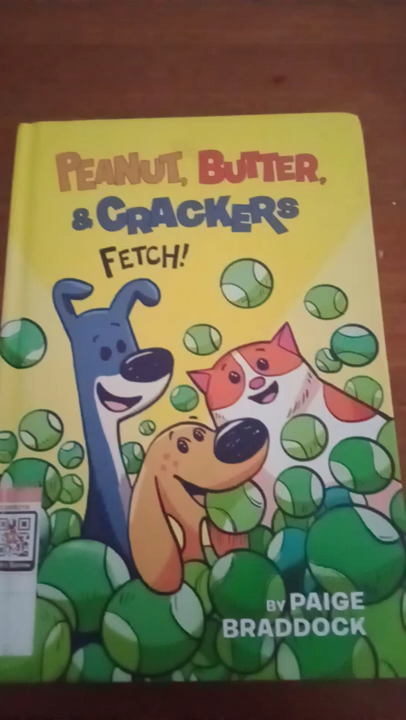 PEANUT, BUTTER,
& CRACKERS
FETCH!
BY PAIGE
BRADDOCK